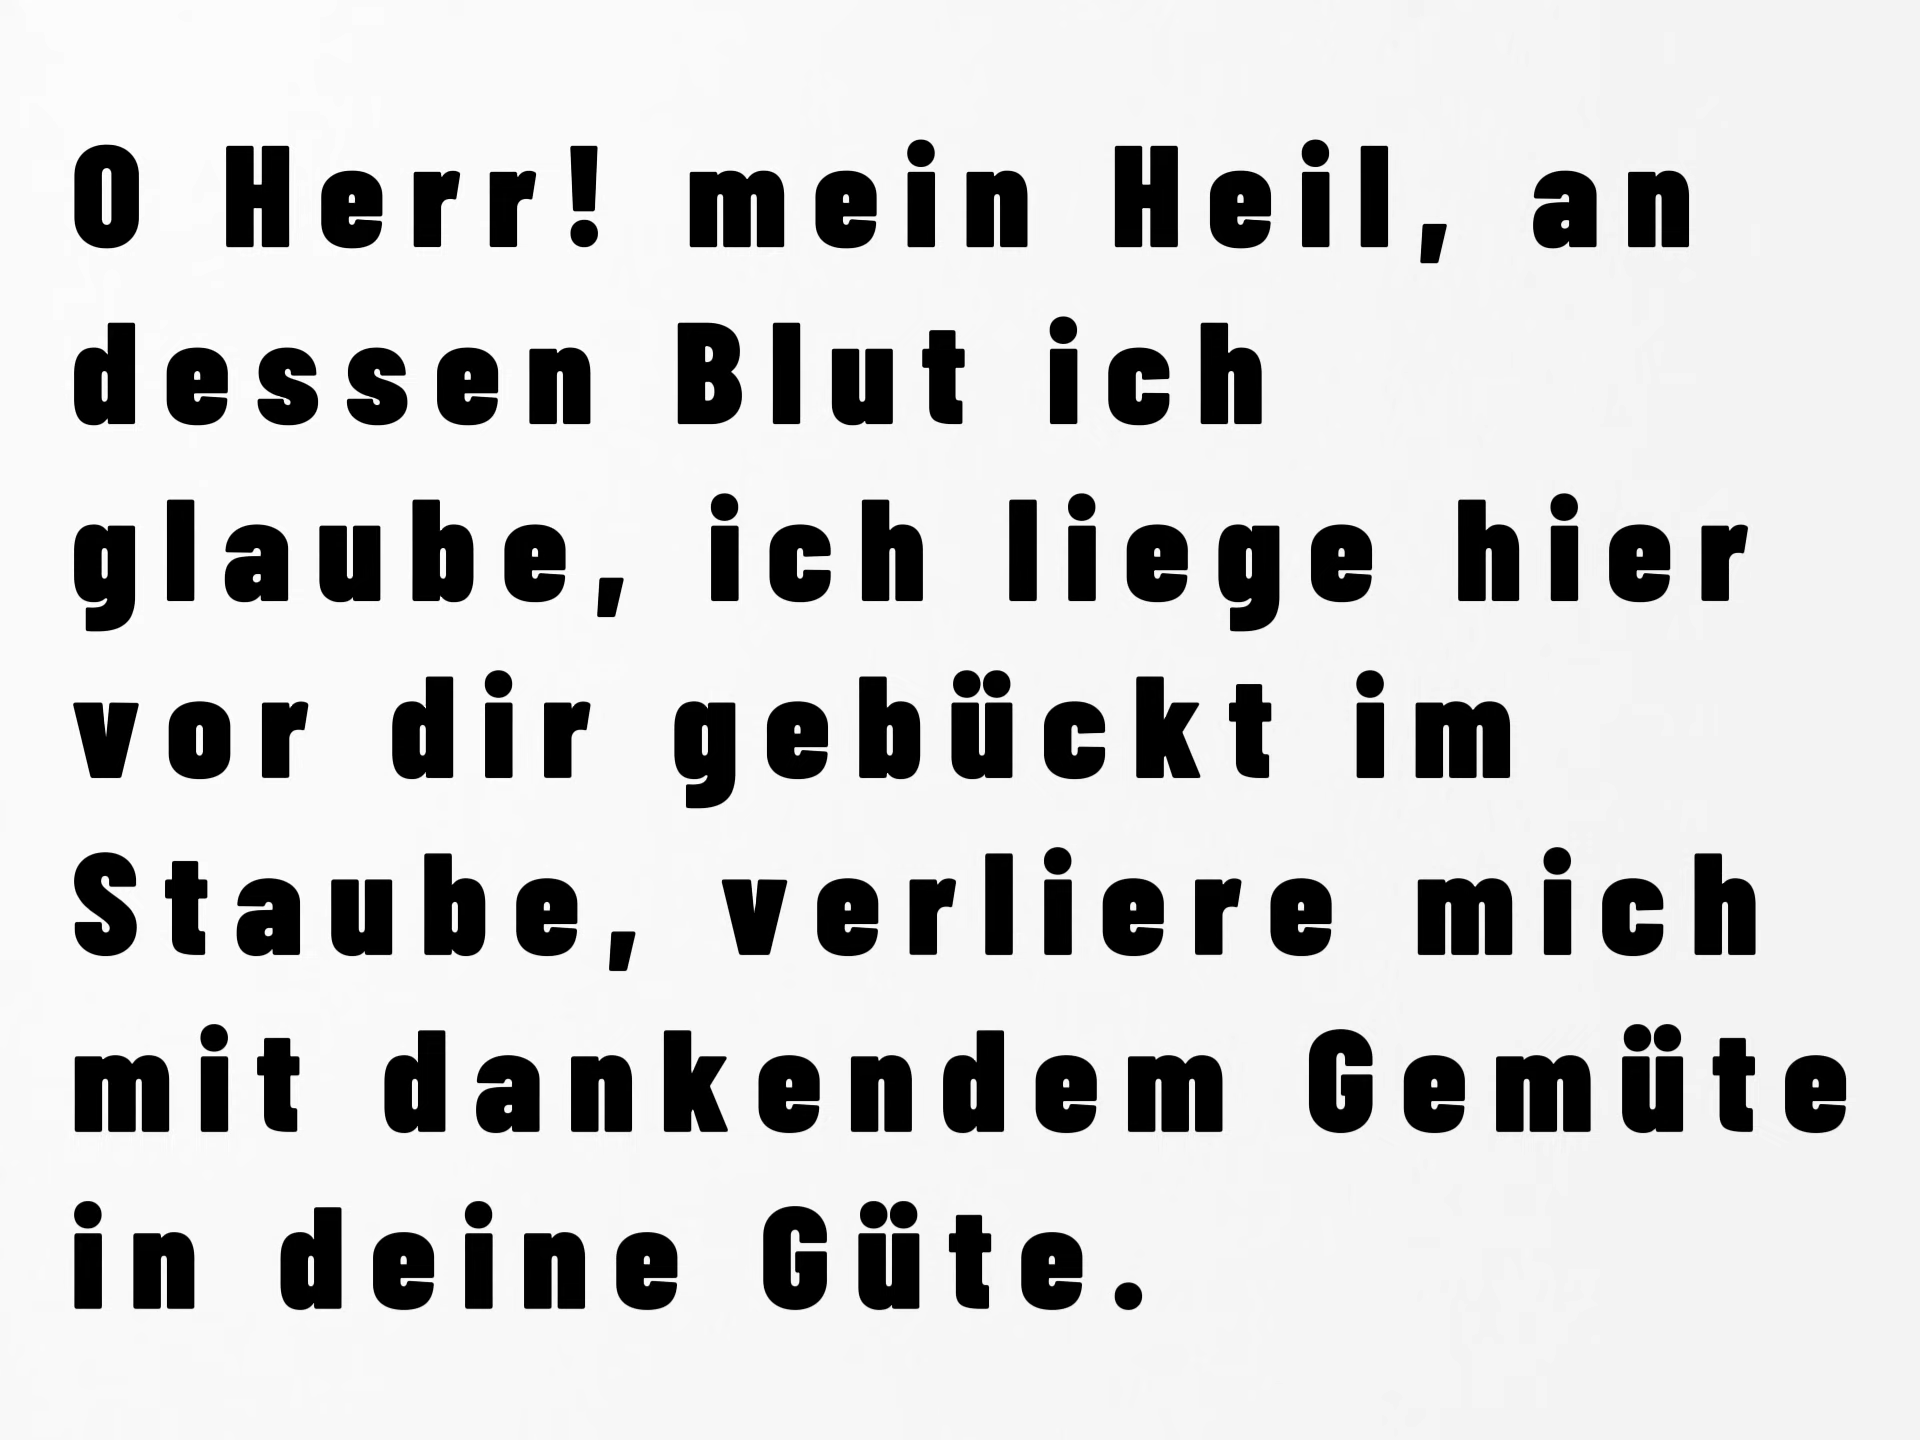 O Herr! mein Heil, an
dessen Blut ich
glaube, ich liege hier
vor dir gebückt im
Staube, verliere mich
mit dankendem Gemüte
in deine Güte.